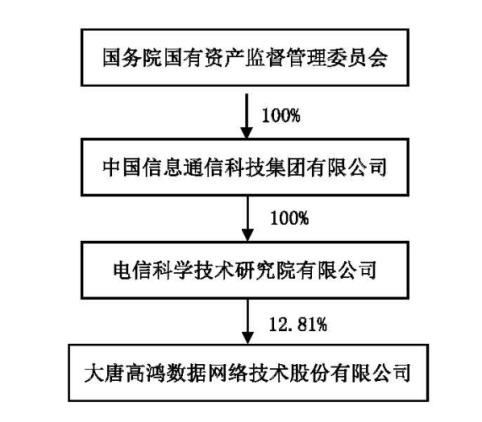 国务院国有资产监督管理委员会
100%
中国信息通信科技集团有限公司
100%
电信科学技术研究院有限公司
12.81%
大唐高鸿数据网络技术股份有限公司